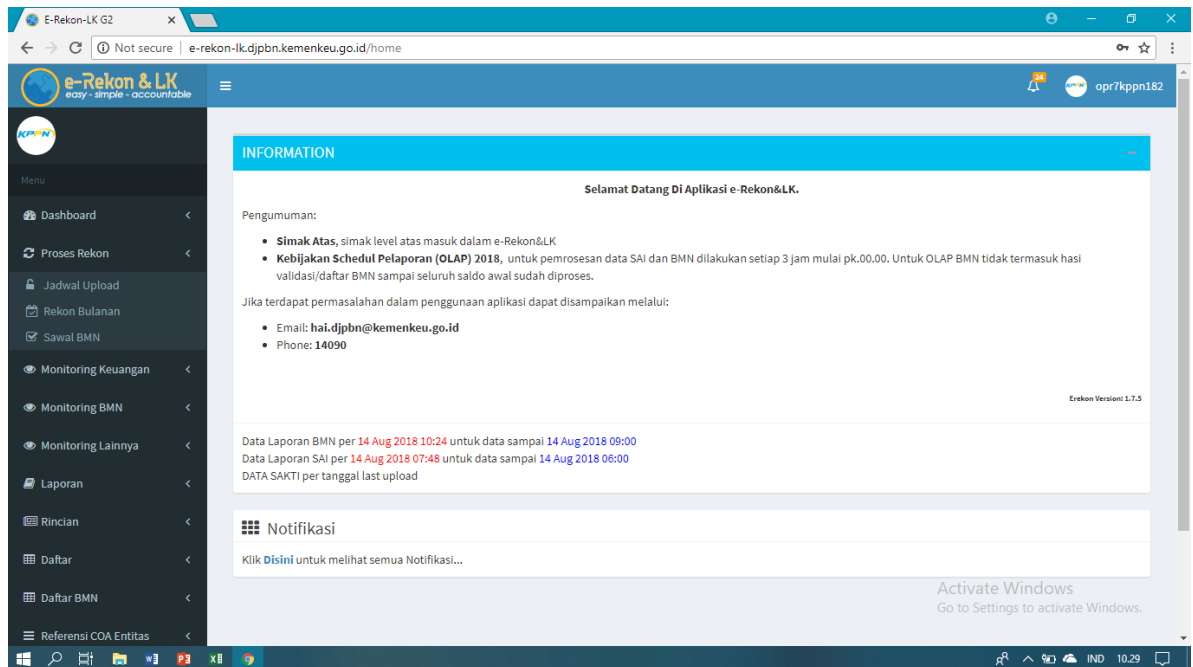 E-Rekon-LK G2
Not secure | e-rekon-lk.djpbn.kemenkeu.go.id/home
e-Rekon & LK
easy - simple - accountable
24
KPPN
opr7kppn182
KPPN
Menu
Dashboard
Proses Rekon
Jadwal Upload
Rekon Bulanan
Sawal BMN
Monitoring Keuangan
Monitoring BMN
Monitoring Lainnya
Laporan
Rincian
Daftar
Daftar BMN
Referensi COA Entitas
INFORMATION
Selamat Datang Di Aplikasi e-Rekon&LK.
Pengumuman:
Simak Atas, simak level atas masuk dalam e-Rekon&LK
Kebijakan Schedul Pelaporan (OLAP) 2018, untuk pemrosesan data SAI dan BMN dilakukan setiap 3 jam mulai pk.00.00. Untuk OLAP BMN tidak termasuk hasi
validasi/daftar BMN sampai seluruh saldo awal sudah diproses.
Jika terdapat permasalahan dalam penggunaan aplikasi dapat disampaikan melalui:
Email: hai.djpbn@kemenkeu.go.id
Phone: 14090
Erekon Version: 1.7.5
Data Laporan BMN per 14 Aug 2018 10:24 untuk data sampai 14 Aug 2018 09:00
Data Laporan SAI per 14 Aug 2018 07:48 untuk data sampai 14 Aug 2018 06:00
DATA SAKTI per tanggal last upload
Notifikasi
Klik Disini untuk melihat semua Notifikasi...
Activate Windows
Go to Settings to activate Windows.
IND 10.29